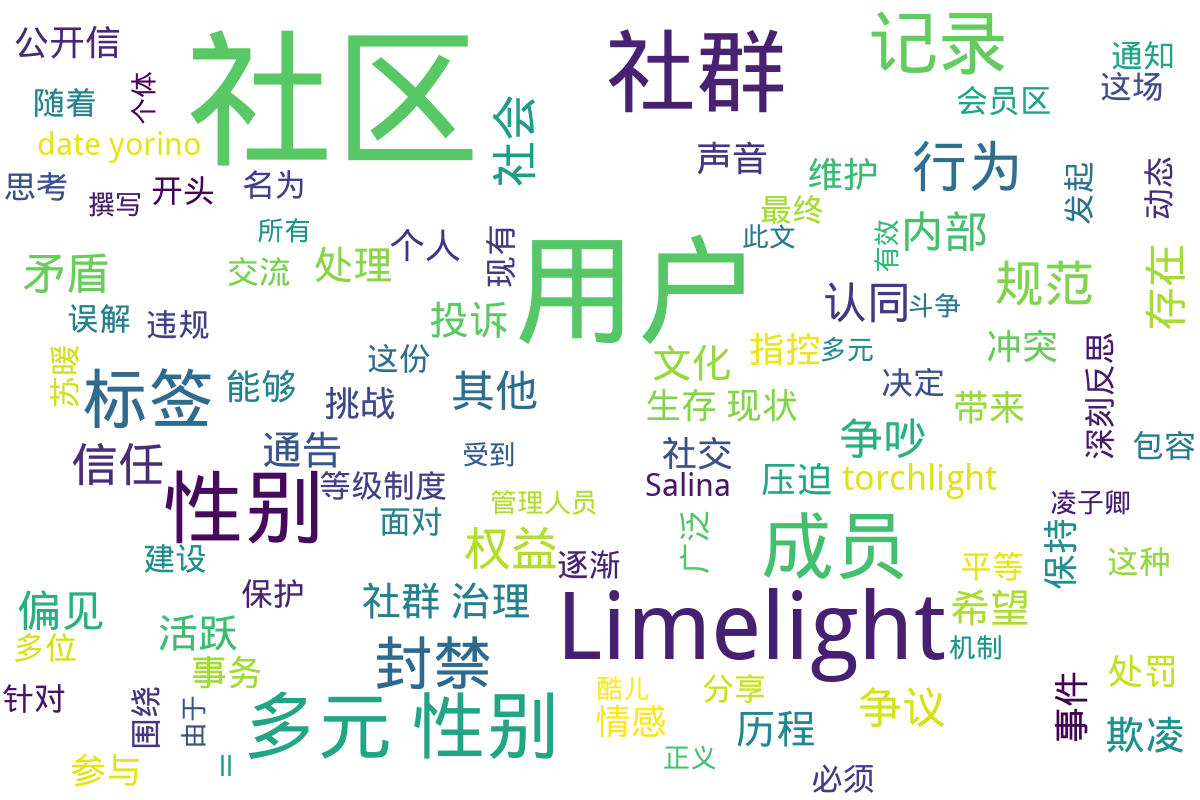 公开信
社区
社群
记录
通知
随着
个体
社会
会员区
这场
date yorino
声音
维护
行为
思考
撰写
开头
名为
发起
动态
所有
个人
现有
用户
最终
此文
有效
内部
矛盾
交流
处理
认同
斗争
规范
存在
误解
违规
投诉
苏暖
标签
能够
这份
挑战
其他
文化
指控
多元
冲突
决定
生存 现状
带来
深刻反思
信任
通告
受到
社交
争吵
包容
性别
等级制度
Salina
压迫
torchlight
管理人员
面对
凌子卿
权益
广泛
成员
建设
逐渐
平等
保持
这种
保护
社群 治理
Limelight
希望
偏见
活跃
机制
多位
事务
封禁
处罚
针对
围绕
由于
多元 性别
酷儿
情感
分享
历程
争议
事件
欺凌
参与
II
正义
必须